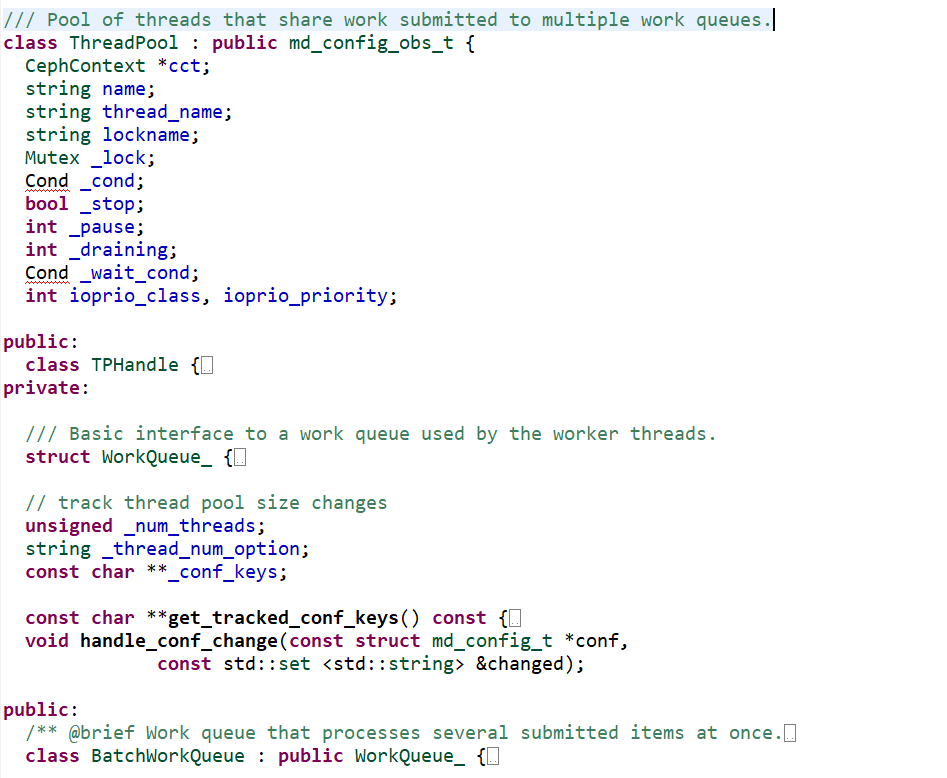 /// Pool of threads that share work submitted to multiple work queues.
class ThreadPool : public md_config_obs_t {
  CephContext *cct;
  string name;
  string thread_name;
  string lockname;
  Mutex _lock;
  Cond _cond;
  bool _stop;
  int _pause;
  int _draining;
  Cond _wait_cond;
  int ioprio_class, ioprio_priority;

public:
  class TPHandle {..
private:

  /// Basic interface to a work queue used by the worker threads.
  struct WorkQueue_ {..

  // track thread pool size changes
  unsigned _num_threads;
  string _thread_num_option;
  const char **_conf_keys;

  const char **get_tracked_conf_keys() const {..
  void handle_conf_change(const struct md_config_t *conf,
              const std::set <std::string> &changed);

public:
  /** @brief Work queue that processes several submitted items at once...
  class BatchWorkQueue : public WorkQueue_ {..